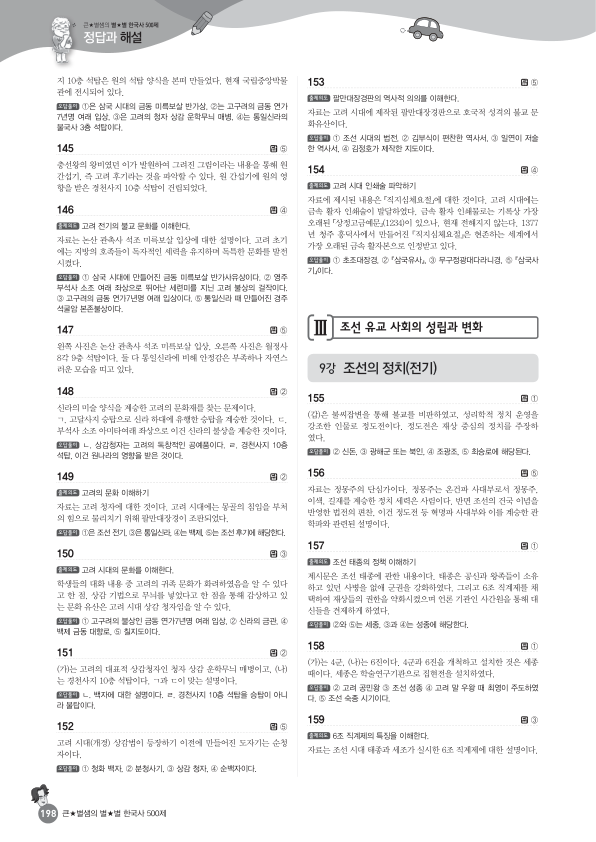 큰★별샘의 별★별 한국사 500제
정답과 해설
지 10층 석탑은 원의 석탑 양식을 본떠 만들었다. 현재 국립중앙박물
관에 전시되어 있다.
오답풀이 ①은 삼국 시대의 금동 미륵보살 반가상, ②는 고구려의 금동 연가
7년명 여래 입상, ③은 고려의 청자 상감 운학무늬 매병, ④는 통일신라의
불국사 3층 석탑이다.
145 답 ⑤
충선왕의 왕비였던 이가 발원하여 그려진 그림이라는 내용을 통해 원
간섭기, 즉 고려 후기라는 것을 파악할 수 있다. 원 간섭기에 원의 영
향을 받은 경천사지 10층 석탑이 건립되었다.
146 답 ④
출제의도 고려 전기의 불교 문화를 이해한다.
자료는 논산 관촉사 석조 미륵보살 입상에 대한 설명이다. 고려 초기
에는 지방의 호족들이 독자적인 세력을 유지하며 독특한 문화를 발전
시켰다.
오답풀이 ① 삼국 시대에 만들어진 금동 미륵보살 반가사유상이다. ② 영주
부석사 소조 여래 좌상으로 뛰어난 세련미를 지닌 고려 불상의 걸작이다.
③ 고구려의 금동 연가7년명 여래 입상이다. ⑤ 통일신라 때 만들어진 경주
석굴암 본존불상이다.
147 답 ⑤
왼쪽 사진은 논산 관촉사 석조 미륵보살 입상, 오른쪽 사진은 월정사
8각 9층 석탑이다. 둘 다 통일신라에 비해 안정감은 부족하나 자연스
러운 모습을 띠고 있다.
148 답 ②
신라의 미술 양식을 계승한 고려의 문화재를 찾는 문제이다.
ㄱ. 고달사지 승탑으로 신라 하대에 유행한 승탑을 계승한 것이다. ㄷ.
부석사 소조 아미타여래 좌상으로 이건 신라의 불상을 계승한 것이다.
오답풀이 ㄴ. 상감청자는 고려의 독창적인 공예품이다. ㄹ. 경천사지 10층
석탑, 이건 원나라의 영향을 받은 것이다.
149 답 ②
출제의도 고려의 문화 이해하기
자료는 고려 청자에 대한 것이다. 고려 시대에는 몽골의 침입을 부처
의 힘으로 물리치기 위해 팔만대장경이 조판되었다.
오답풀이 ①은 조선 전기, ③은 통일신라, ④는 백제, ⑤는 조선 후기에 해당한다.
150 답 ③
출제의도 고려 시대의 문화를 이해한다.
학생들의 대화 내용 중 고려의 귀족 문화가 화려하였음을 알 수 있다
고 한 점, 상감 기법으로 무늬를 넣었다고 한 점을 통해 감상하고 있
는 문화 유산은 고려 시대 상감 청자임을 알 수 있다.
오답풀이 ① 고구려의 불상인 금동 연가7년명 여래 입상, ② 신라의 금관, ④
백제 금동 대향로, ⑤ 칠지도이다.
151 답 ②
(가)는 고려의 대표적 상감청자인 청자 상감 운학무늬 매병이고, (나)
는 경천사지 10층 석탑이다. ㄱ과 ㄷ이 맞는 설명이다.
오답풀이 ㄴ. 백자에 대한 설명이다. ㄹ. 경천사지 10층 석탑을 승탑이 아니
라 불탑이다.
152 답 ⑤
고려 시대(개정) 상감법이 등장하기 이전에 만들어진 도자기는 순청
자이다.
오답풀이 ① 청화 백자, ② 분청사기, ③ 상감 청자, ④ 순백자이다.
153 답 ⑤
출제의도 팔만대장경판의 역사적 의의를 이해한다.
자료는 고려 시대에 제작된 팔만대장경판으로 호국적 성격의 불교 문
화유산이다.
오답풀이 ① 조선 시대의 법전, ② 김부식이 편찬한 역사서, ③ 일연이 저술
한 역사서, ④ 김정호가 제작한 지도이다.
154 답 ④
출제의도 고려 시대 인쇄술 파악하기
자료에 제시된 내용은 『직지심체요절』에 대한 것이다. 고려 시대에는
금속 활자 인쇄술이 발달하였다. 금속 활자 인쇄물로는 기록상 가장
오래된 『상정고금예문』(1234)이 있으나, 현재 전해지지 않는다. 1377
년 청주 흥덕사에서 만들어진 『직지심체요절』은 현존하는 세계에서
가장 오래된 금속 활자본으로 인정받고 있다.
오답풀이 ① 초조대장경, ② 『삼국유사』, ③ 무구정광대다라니경, ⑤ 『삼국사
기』이다.
Ⅲ 조선 유교 사회의 성립과 변화
9강 조선의 정치(전기)
155 답 ①
(갑)은 불씨잡변을 통해 불교를 비판하였고, 성리학적 정치 운영을
강조한 인물로 정도전이다. 정도전은 재상 중심의 정치를 주장하
였다.
오답풀이 ② 신돈, ③ 광해군 또는 북인, ④ 조광조, ⑤ 최승로에 해당된다.
156 답 ⑤
자료는 정몽주의 단심가이다. 정몽주는 온건파 사대부로서 정몽주,
이색, 길재를 계승한 정치 세력은 사림이다. 반면 조선의 건국 이념을
반영한 법전의 편찬, 이건 정도전 등 혁명파 사대부와 이를 계승한 관
학파와 관련된 설명이다.
157 답 ①
출제의도 조선 태종의 정책 이해하기
제시문은 조선 태종에 관한 내용이다. 태종은 공신과 왕족들이 소유
하고 있던 사병을 없애 군권을 강화하였다. 그리고 6조 직계제를 채
택하여 재상들의 권한을 약화시켰으며 언론 기관인 사간원을 통해 대
신들을 견제하게 하였다.
오답풀이 ②와 ⑤는 세종, ③과 ④는 성종에 해당한다.
158 답 ①
(가)는 4군, (나)는 6진이다. 4군과 6진을 개척하고 설치한 것은 세종
때이다. 세종은 학술연구기관으로 집현전을 설치하였다.
오답풀이 ② 고려 공민왕 ③ 조선 성종 ④ 고려 말 우왕 때 최영이 주도하였
다. ⑤ 조선 숙종 시기이다.
159 답 ③
출제의도 6조 직계제의 특징을 이해한다.
자료는 조선 시대 태종과 세조가 실시한 6조 직계제에 대한 설명이다.
198 큰★별샘의 별★별 한국사 500제